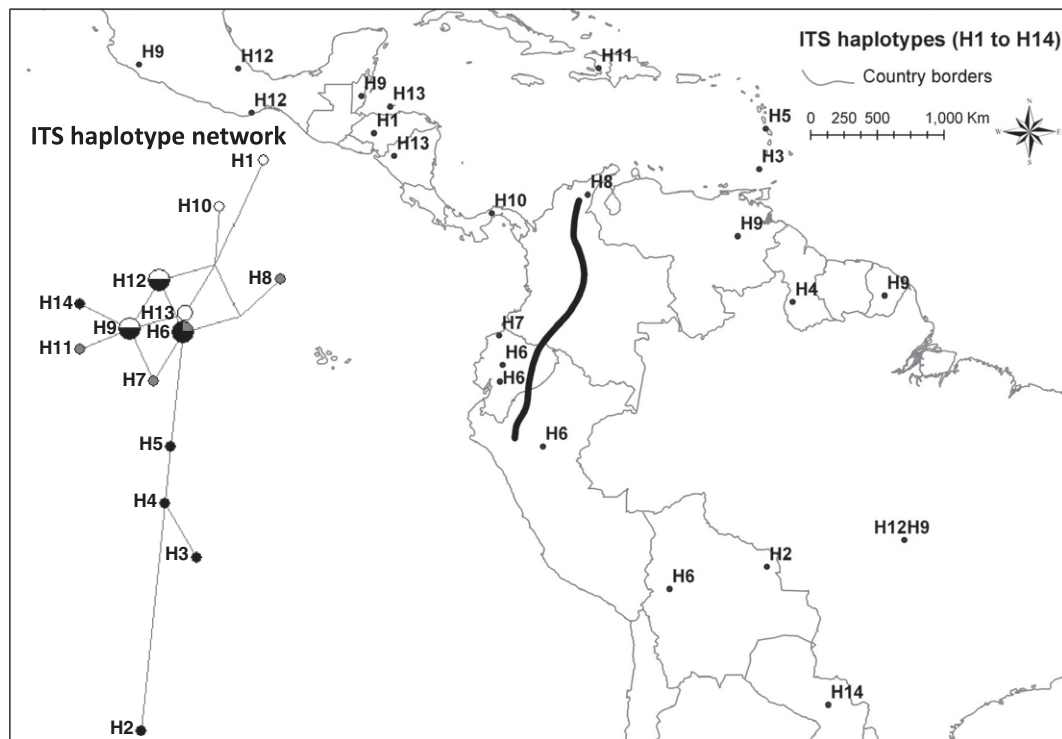 ITS haplotypes (H1 to H14)
Country borders
0 250 500 1,000 Km
N
W E
S
H9
H12
H11
H9
H13
H12
H5
H1
ITS haplotype network
H13
H1
H3
H8
H10
H10
H9
H12
H8
H14
H13
H4
H9
H9
H6
H7
H11
H6
H7
H6
H5
H6
H4
H12H9
H3
H2
H6
H14
H2